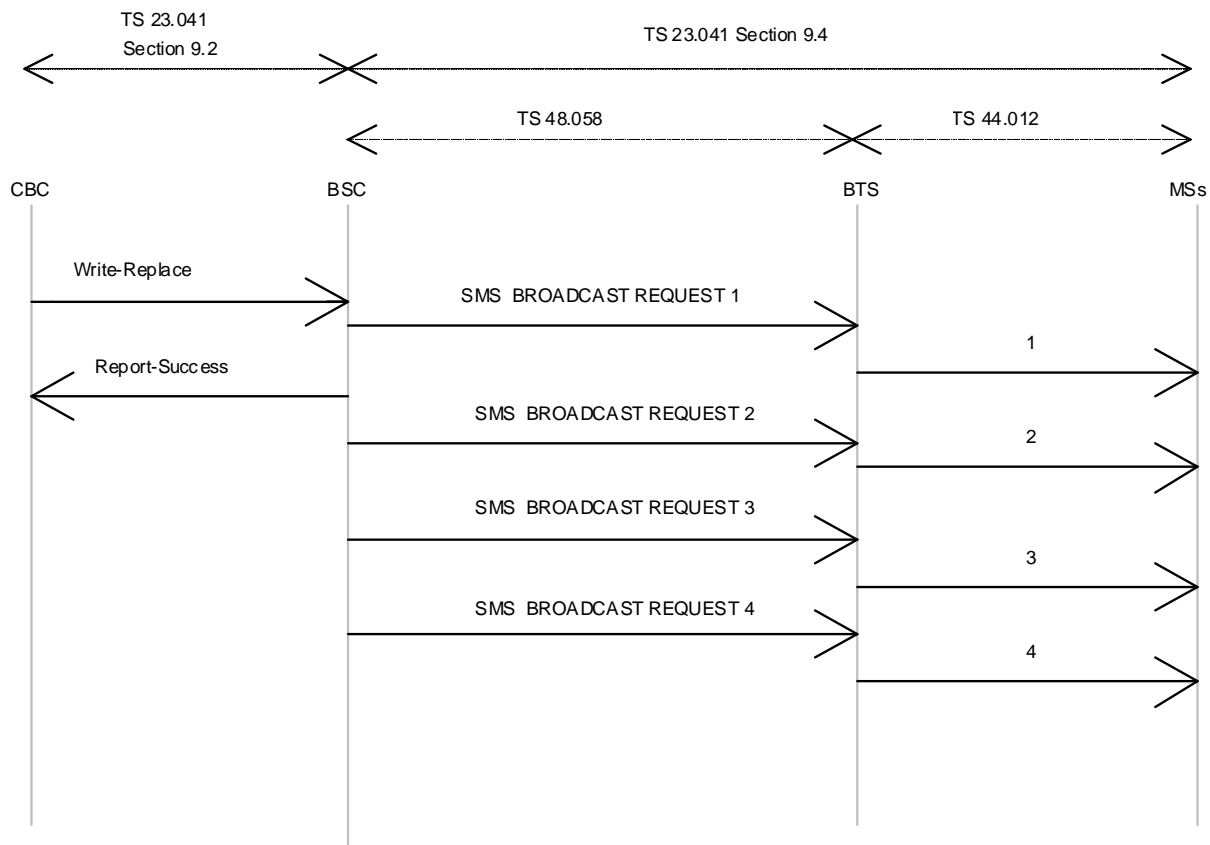 TS 23.041
Section 9.2
TS 23.041 Section 9.4
TS 48.058
TS 44.012
CBC
BSC
BTS
MSs
Write-Replace
SMS BROADCAST REQUEST 1
1
Report-Success
SMS BROADCAST REQUEST 2
2
SMS BROADCAST REQUEST 3
3
SMS BROADCAST REQUEST 4
4